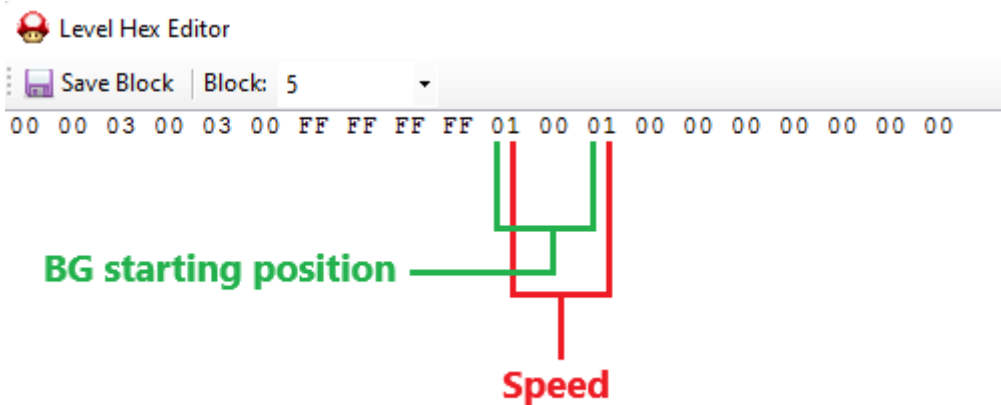 Level Hex Editor
Save Block Block: 5
00 00 03 00 03 00 FF FF FF FF 01 00 01 00 00 00 00 00 00 00
BG starting position
Speed